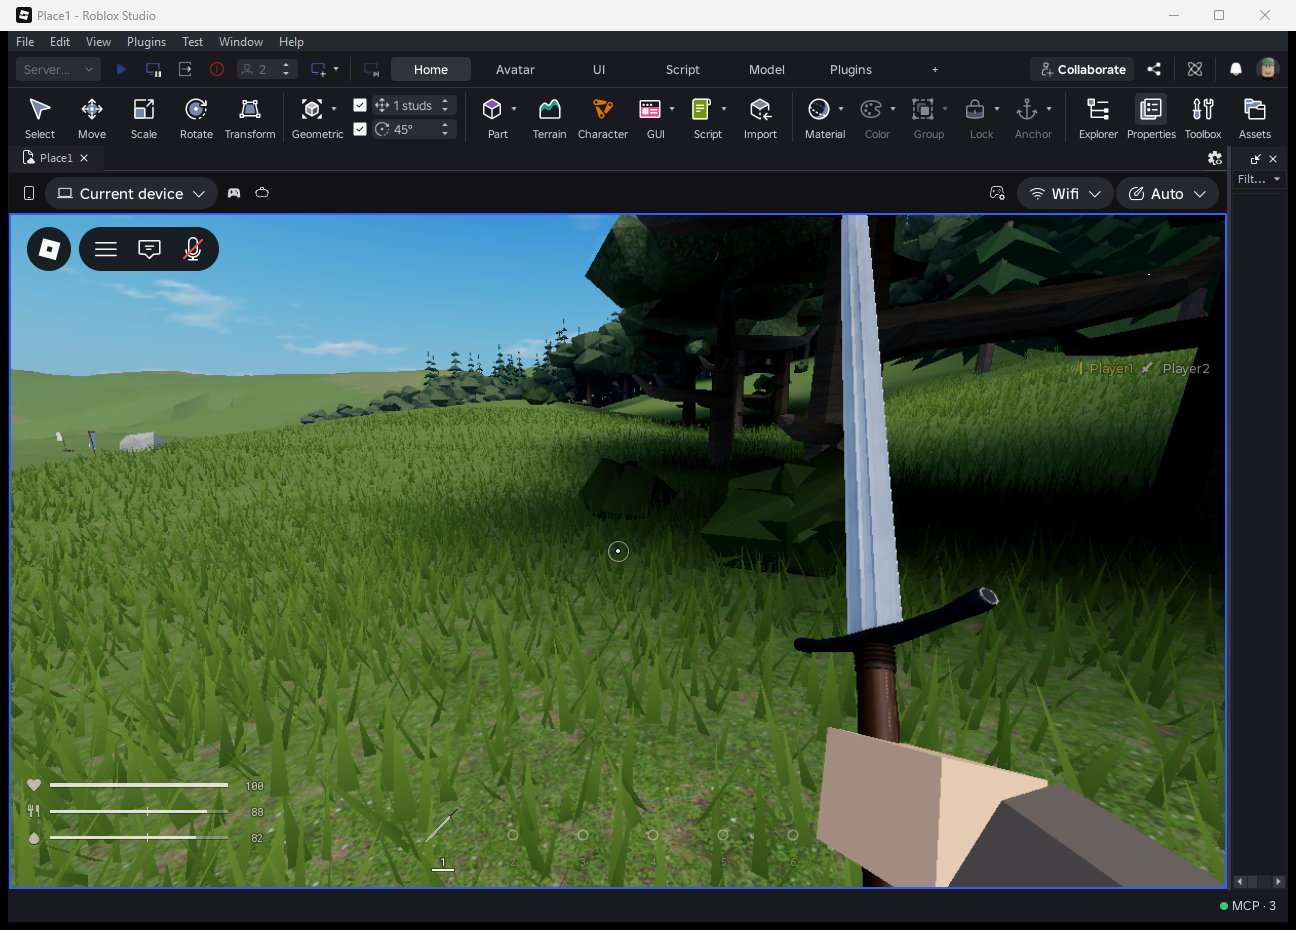 Place1 - Roblox Studio
File Edit View Plugins Test Window Help
Server... 2 Home Avatar UI Script Model Plugins + Collaborate
1 studs
45°
Select Move Scale Rotate Transform Geometric Part Terrain Character GUI Script Import Material Color Group Lock Anchor Explorer Properties Toolbox Assets
Place1
Filt...
Current device Wifi Auto
Player1 Player2
100
88
82
1 2 3 4 5 6
MCP · 3